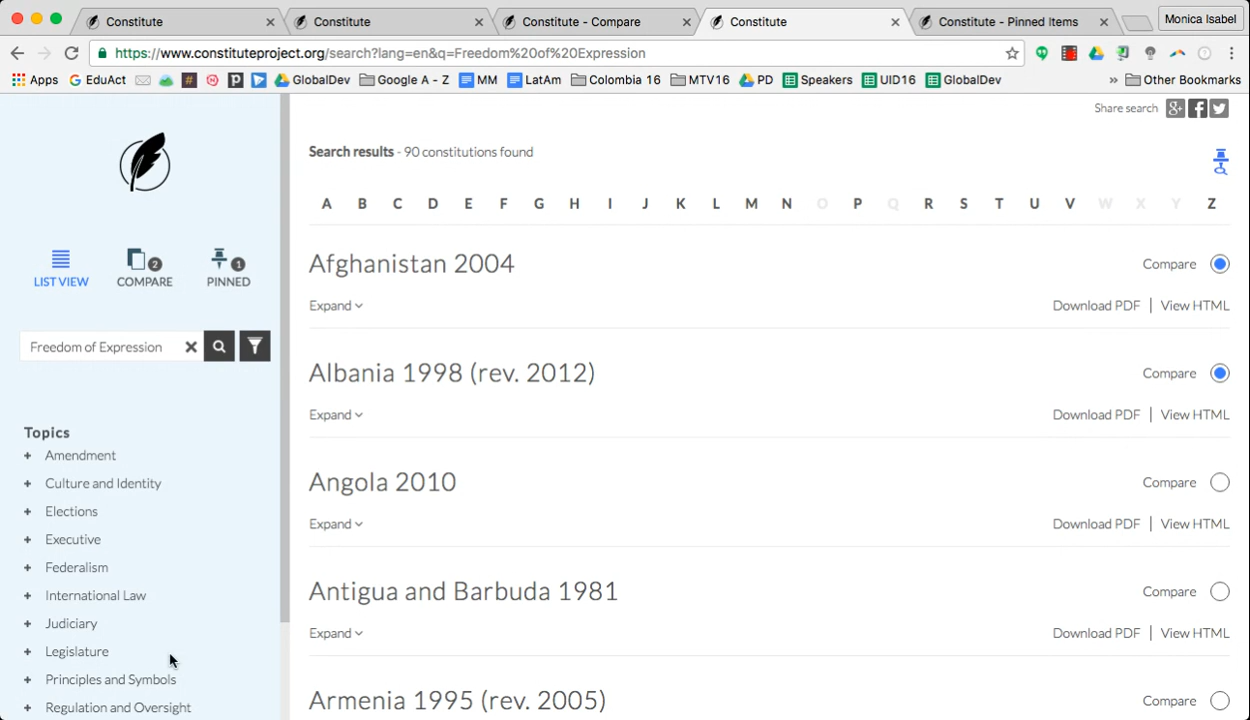 Constitute
Constitute
Constitute - Compare
Constitute
Constitute - Pinned Items
Monica Isabel
https://www.constituteproject.org/search?lang=en&q=Freedom%20of%20Expression
Apps EduAct GlobalDev Google A - Z MM LatAm Colombia 16 MTV16 PD Speakers UID16 GlobalDev » Other Bookmarks
Share search
Search results - 90 constitutions found
A B C D E F G H I J K L M N O P Q R S T U V W X Y Z
LIST VIEW
COMPARE 2
PINNED 1
Freedom of Expression
Topics
+ Amendment
+ Culture and Identity
+ Elections
+ Executive
+ Federalism
+ International Law
+ Judiciary
+ Legislature
+ Principles and Symbols
+ Regulation and Oversight
Afghanistan 2004
Compare
Expand
Download PDF | View HTML
Albania 1998 (rev. 2012)
Compare
Expand
Download PDF | View HTML
Angola 2010
Compare
Expand
Download PDF | View HTML
Antigua and Barbuda 1981
Compare
Expand
Download PDF | View HTML
Armenia 1995 (rev. 2005)
Compare